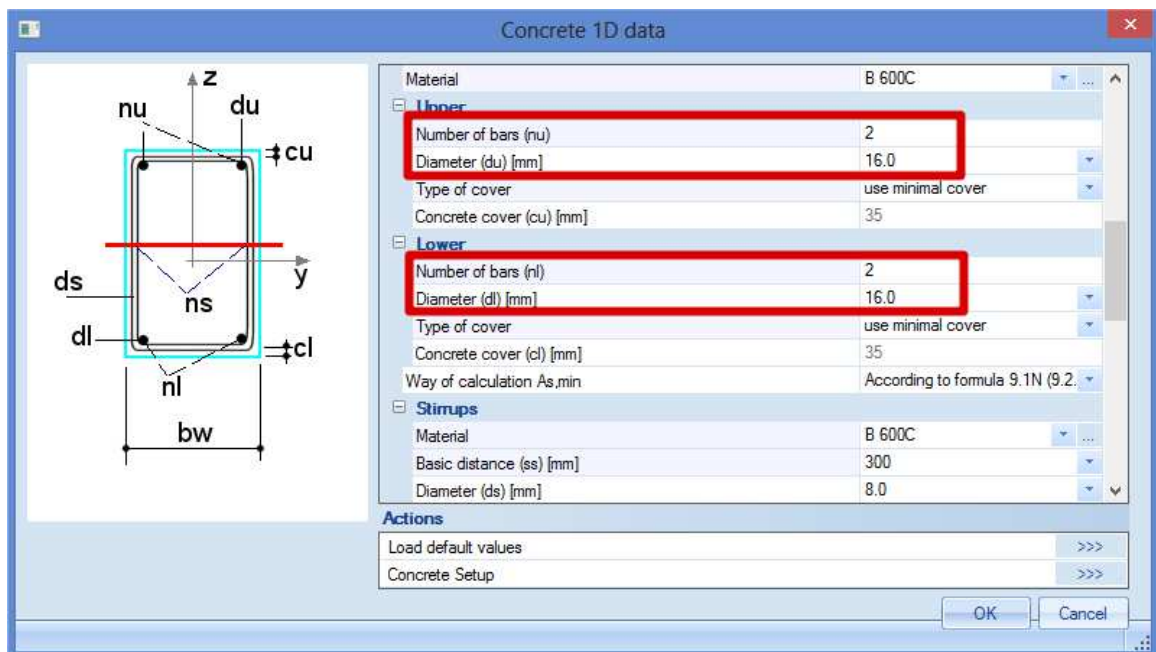 Concrete 1D data
z
nu
du
cu
y
ds
ns
dl
cl
nl
bw
Material B 600C ...
Upper
Number of bars (nu) 2
Diameter (du) [mm] 16.0
Type of cover use minimal cover
Concrete cover (cu) [mm] 35
Lower
Number of bars (nl) 2
Diameter (dl) [mm] 16.0
Type of cover use minimal cover
Concrete cover (cl) [mm] 35
Way of calculation As,min According to formula 9.1N (9.2.
Stirrups
Material B 600C ...
Basic distance (ss) [mm] 300
Diameter (ds) [mm] 8.0
Actions
Load default values >>>
Concrete Setup >>>
OK Cancel